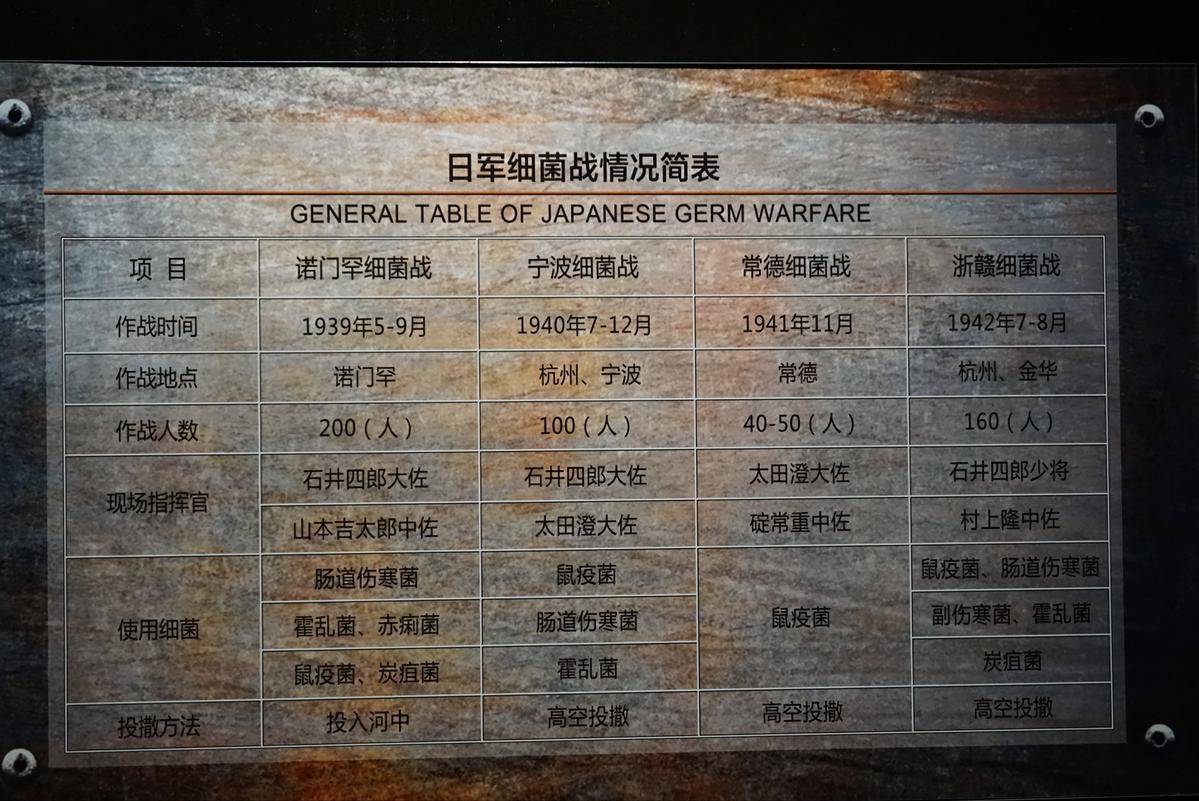 日军细菌战情况简表
GENERAL TABLE OF JAPANESE GERM WARFARE
项 目 诺门罕细菌战 宁波细菌战 常德细菌战 浙赣细菌战
作战时间 1939年5-9月 1940年7-12月 1941年11月 1942年7-8月
作战地点 诺门罕 杭州、宁波 常德 杭州、金华
作战人数 200（人） 100（人） 40-50（人） 160（人）
现场指挥官 石井四郎大佐 石井四郎大佐 太田澄大佐 石井四郎少将
山本吉太郎中佐 太田澄大佐 碇常重中佐 村上隆中佐
使用细菌 肠道伤寒菌 鼠疫菌 鼠疫菌 鼠疫菌、肠道伤寒菌
霍乱菌、赤痢菌 肠道伤寒菌 副伤寒菌、霍乱菌
鼠疫菌、炭疽菌 霍乱菌 炭疽菌
投撒方法 投入河中 高空投撒 高空投撒 高空投撒